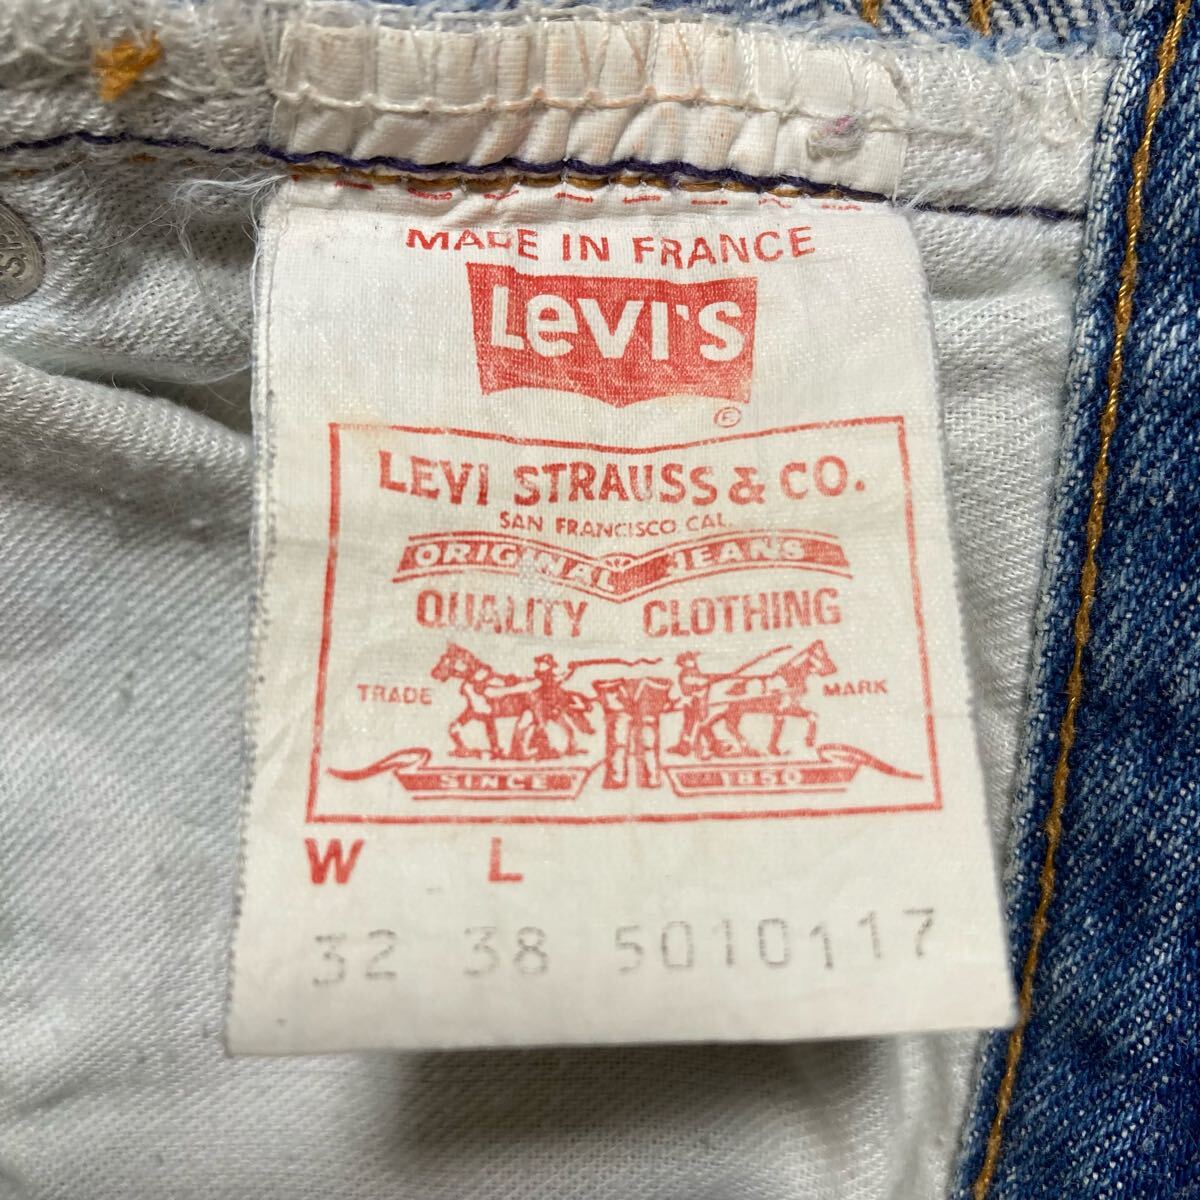 MADE IN FRANCE
LEVI'S
®
LEVI STRAUSS & CO.
SAN FRANCISCO CAL.
ORIGINAL JEANS
QUALITY CLOTHING
TRADE MARK
SINCE 1850
W L
32 38 5010117